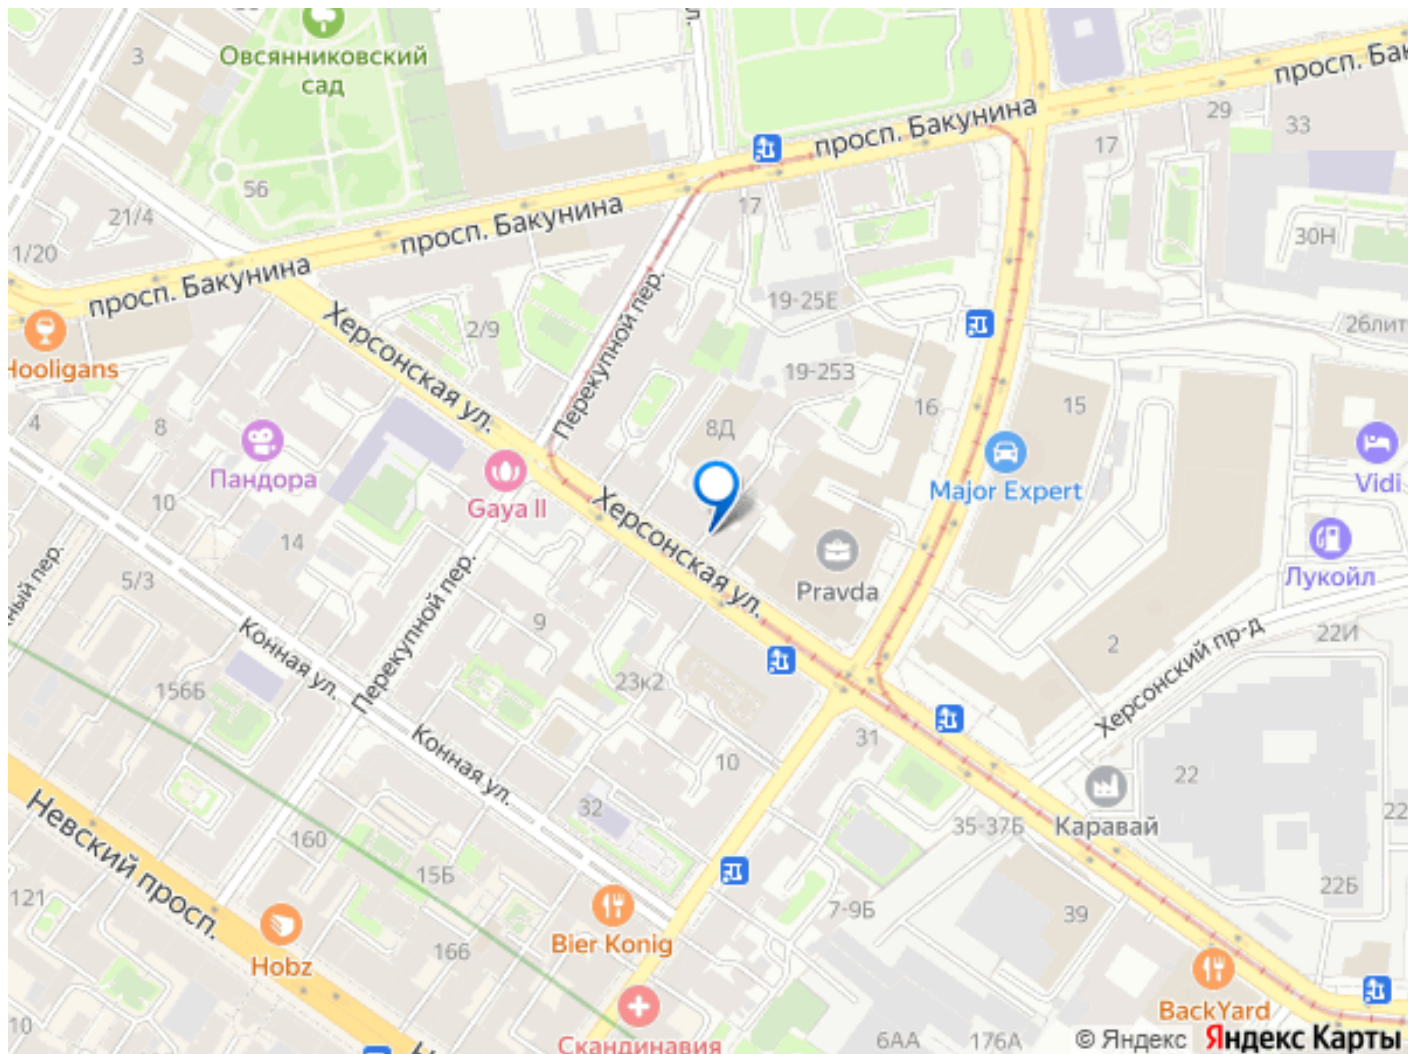 Овсянниковский
сад
3
56
21/4
1/20
просп. Бакунина
просп. Бакунина
просп. Бакунина
просп. Бак
29
33
17
17
30Н
19-25Е
26лит
2/9
Hooligans
Херсонская ул.
Перекупной пер.
19-25З
16
15
4
8
8Д
Пандора
Gaya II
Major Expert
Vidi
10
14
Херсонская ул.
Pravda
Лукойл
5/3
ный пер.
Конная ул.
Перекупной пер.
9
23к2
2
22И
Херсонский пр-д
156Б
Конная ул.
10
31
22
22
Невский просп.
32
160
15Б
35-37Б
Каравай
22Б
121
Bier Konig
7-9Б
39
Hobz
166
BackYard
10
Скандинавия
6АА
176А
© Яндекс Яндекс Карты